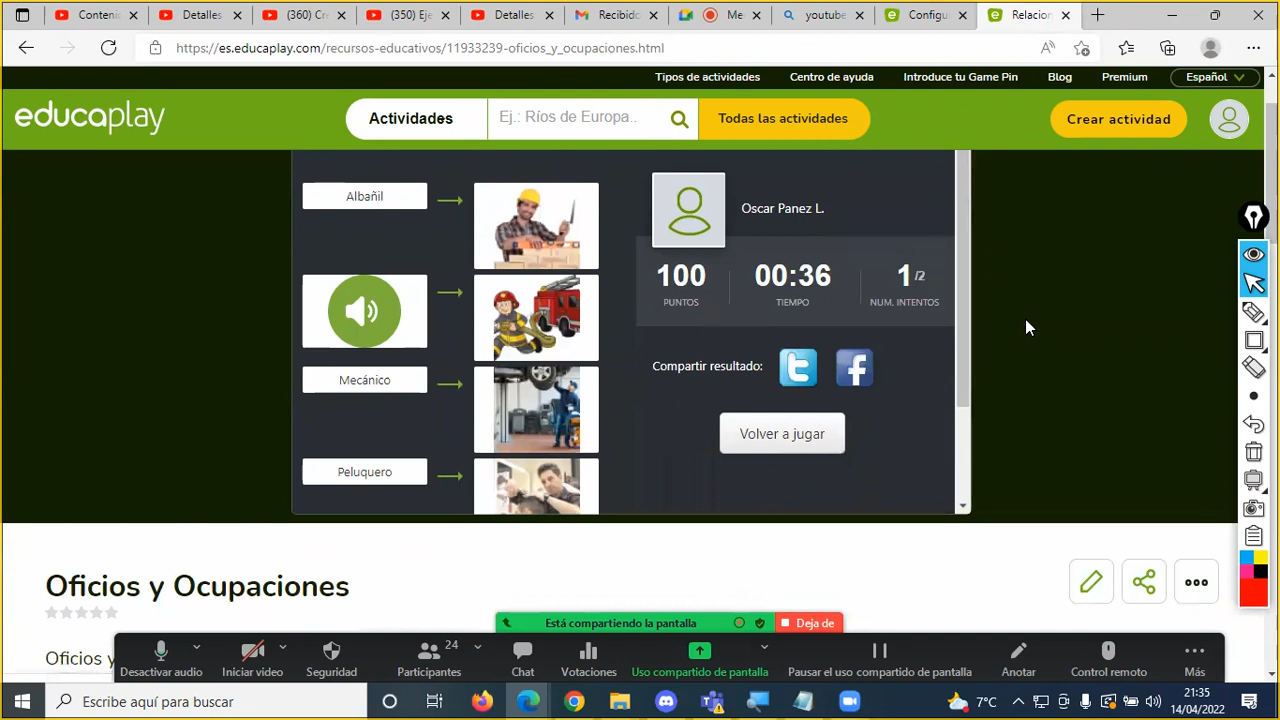 Contenic
Detalles
(360) Cr
(350) Eje
Detalles
Recibido
Me
youtube
Configu
Relacion
https://es.educaplay.com/recursos-educativos/11933239-oficios_y_ocupaciones.html
Tipos de actividades Centro de ayuda Introduce tu Game Pin Blog Premium Español
educaplay Actividades Ej.: Ríos de Europa.. Todas las actividades Crear actividad
Albañil
Oscar Panez L.
100 00:36 1/2
PUNTOS TIEMPO NUM. INTENTOS
Compartir resultado:
Mecánico
Volver a jugar
Peluquero
Oficios y Ocupaciones
Está compartiendo la pantalla Deja de
24
Oficios y
Desactivar audio Iniciar video Seguridad Participantes Chat Votaciones Uso compartido de pantalla Pausar el uso compartido de pantalla Anotar Control remoto Más
Escribe aquí para buscar 7°C 21:35
14/04/2022